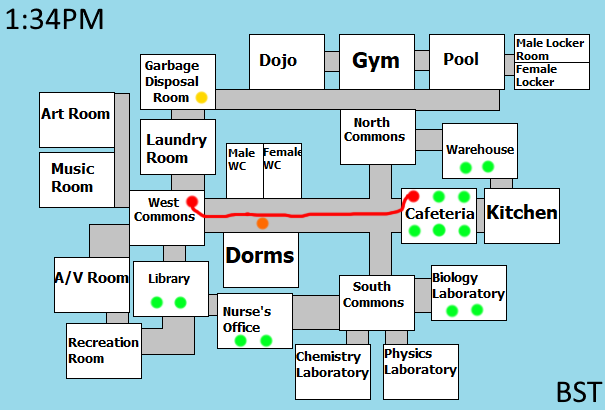 1:34PM
Dojo
Gym
Pool
Male Locker
Room
Female
Locker
Garbage
Disposal
Room
Art Room
North
Commons
Laundry
Room
Male
WC
Female
WC
Warehouse
Music
Room
West
Commons
Cafeteria
Kitchen
Dorms
A/V Room
Library
South
Commons
Biology
Laboratory
Nurse's
Office
Recreation
Room
Chemistry
Laboratory
Physics
Laboratory
BST